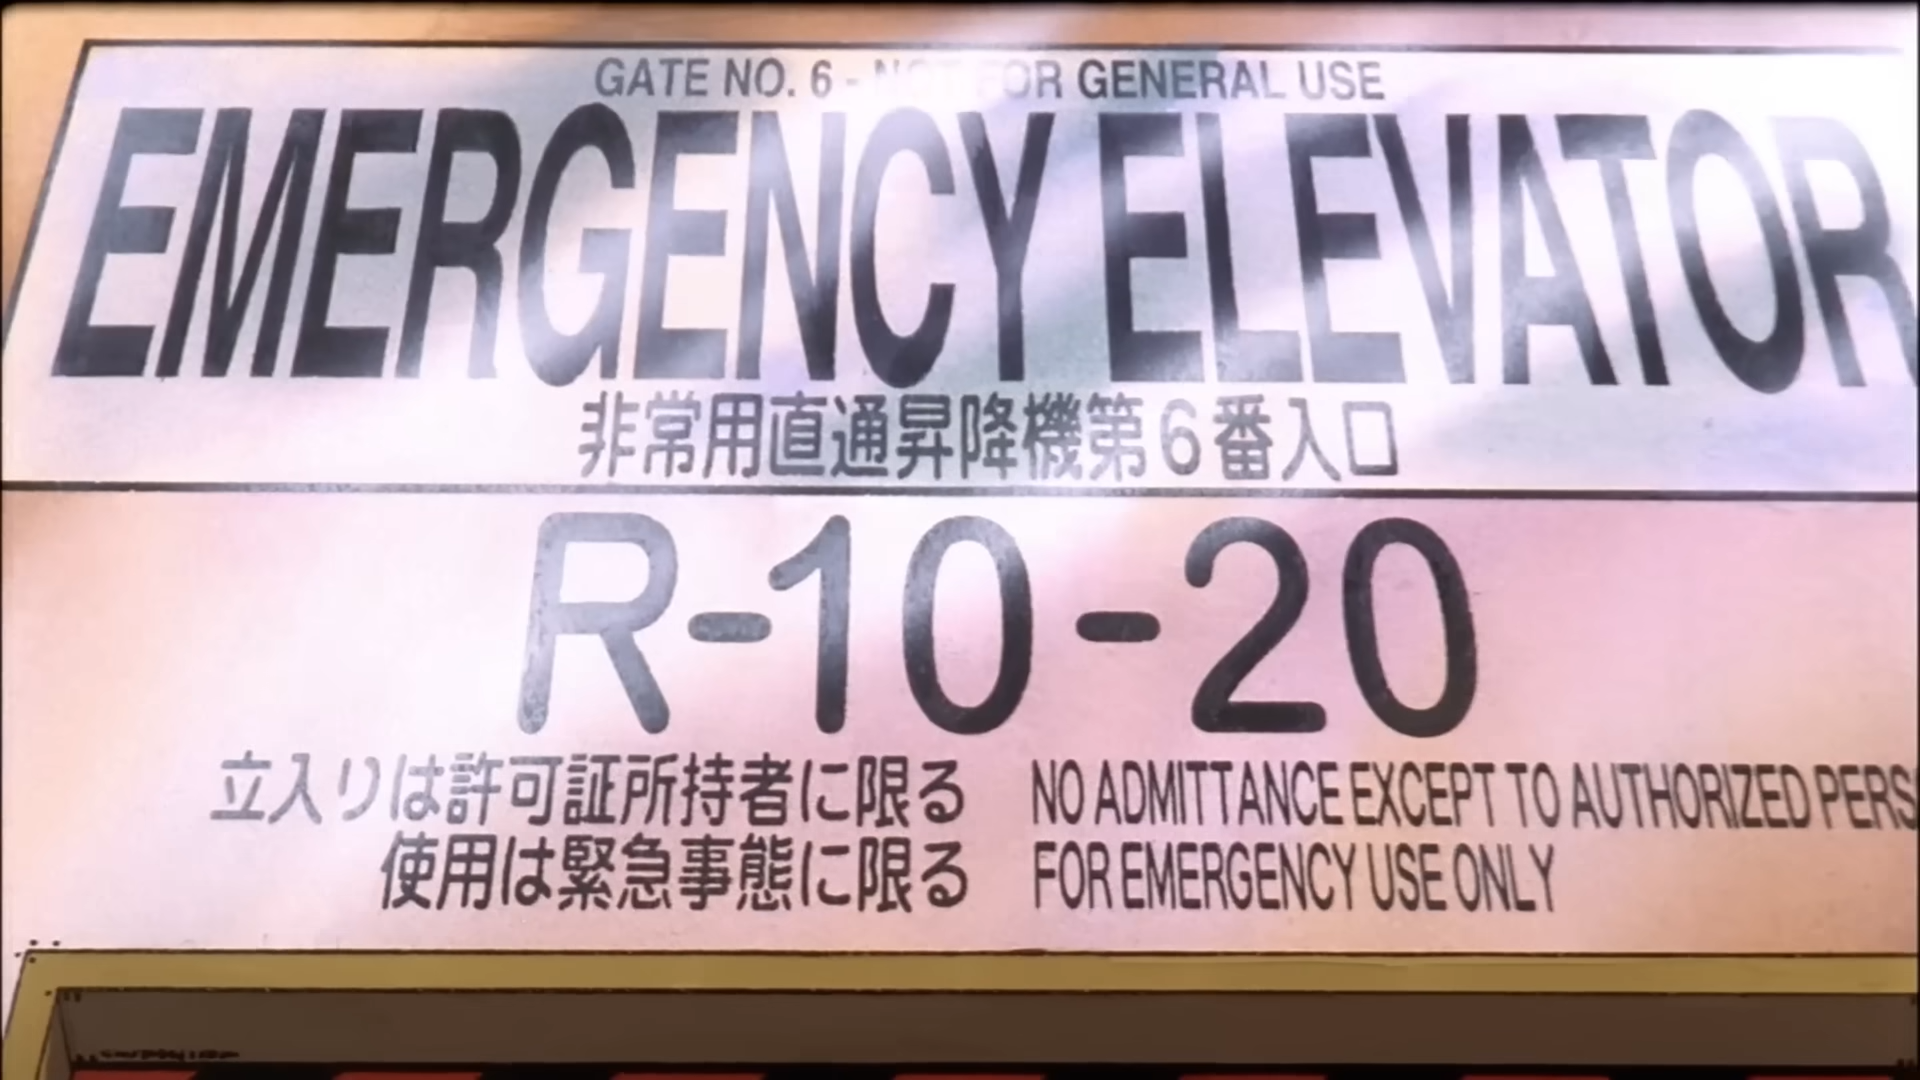 GATE NO. 6 - NOT FOR GENERAL USE
EMERGENCY ELEVATOR
非常用直通昇降機第6番入口
R-10-20
立入りは許可証所持者に限る NO ADMITTANCE EXCEPT TO AUTHORIZED PERS
使用は緊急事態に限る FOR EMERGENCY USE ONLY